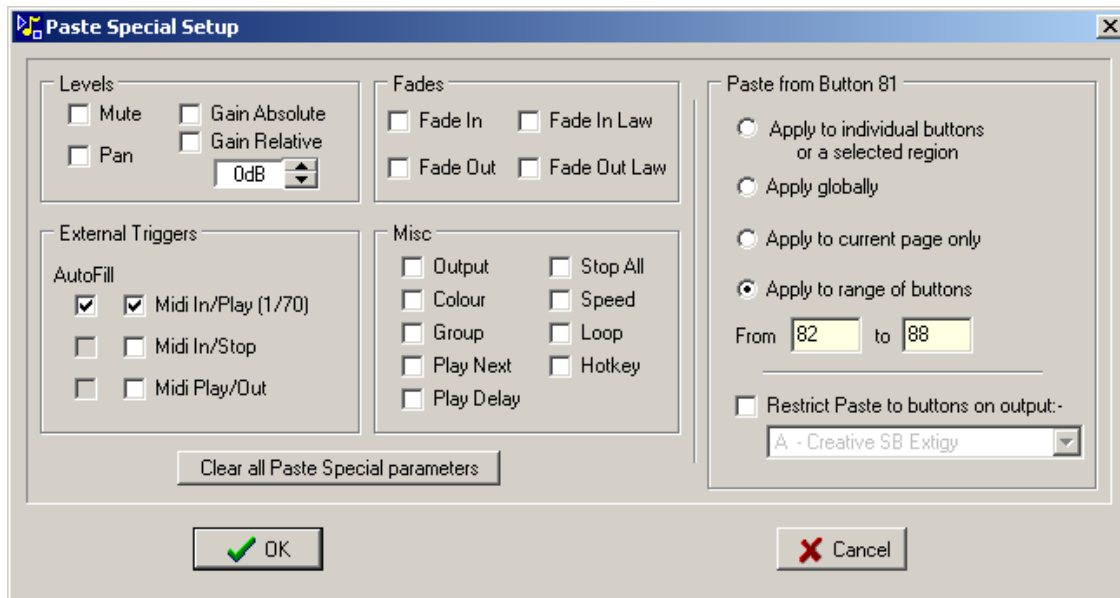 Paste Special Setup
Levels
Mute
Gain Absolute
Pan
Gain Relative
0dB
Fades
Fade In
Fade In Law
Fade Out
Fade Out Law
External Triggers
AutoFill
Midi In/Play (1/70)
Midi In/Stop
Midi Play/Out
Misc
Output
Stop All
Colour
Speed
Group
Loop
Play Next
Hotkey
Play Delay
Clear all Paste Special parameters
Paste from Button 81
Apply to individual buttons
or a selected region
Apply globally
Apply to current page only
Apply to range of buttons
From 82 to 88
Restrict Paste to buttons on output:-
A - Creative SB Extigy
OK
Cancel